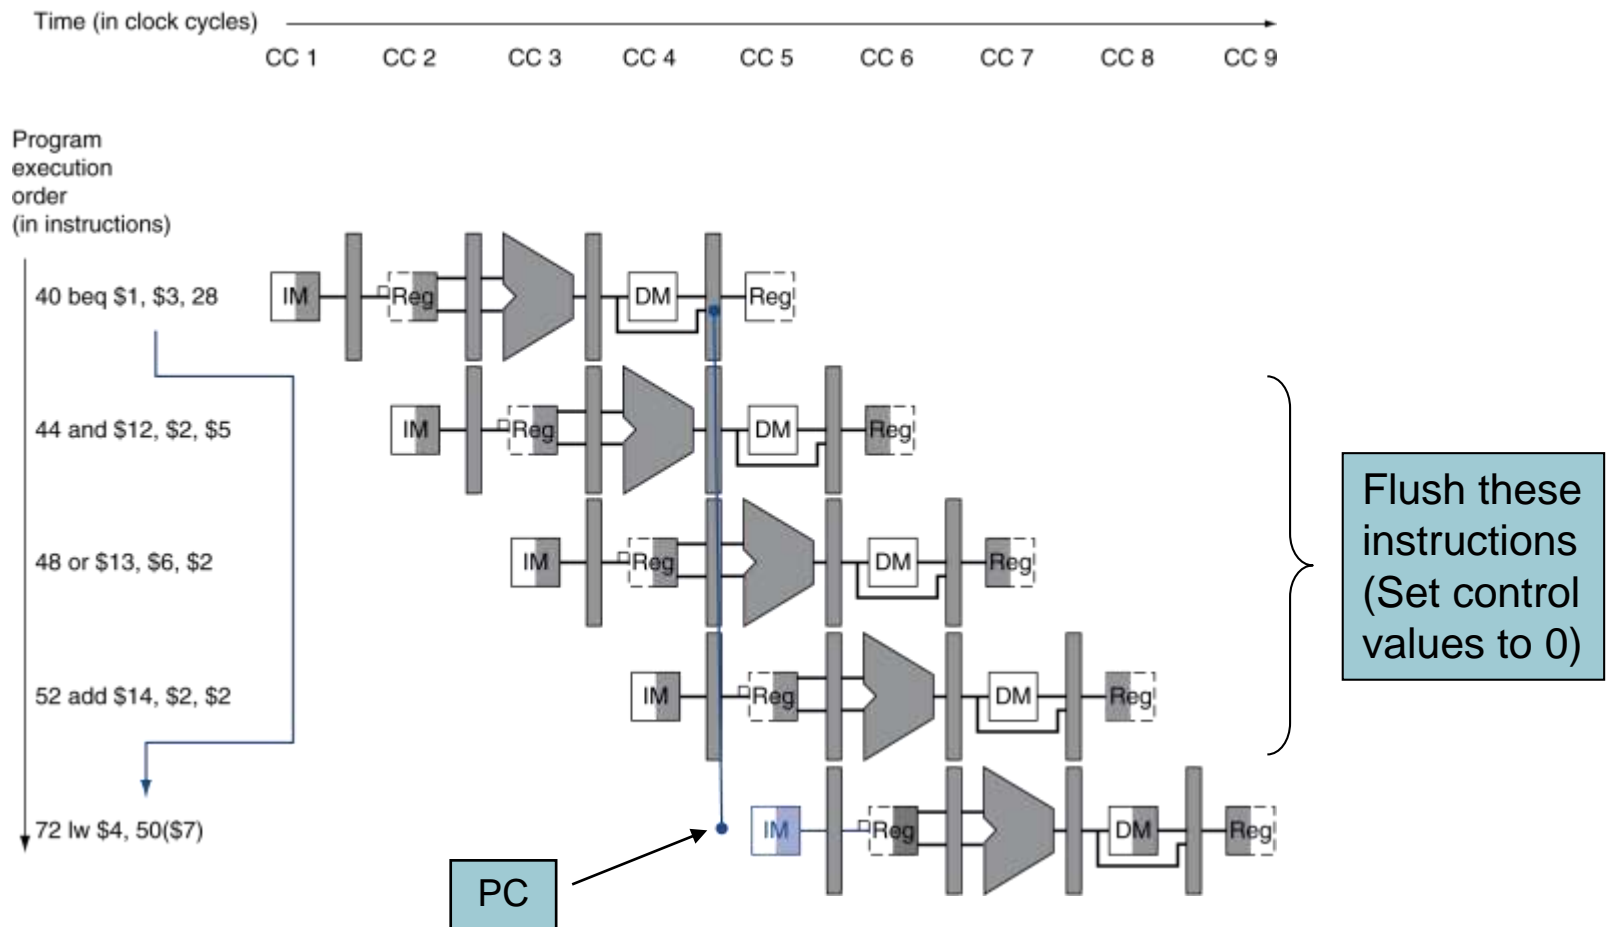 Time (in clock cycles)
CC 1 CC 2 CC 3 CC 4 CC 5 CC 6 CC 7 CC 8 CC 9
Program
execution
order
(in instructions)
40 beq $1, $3, 28 IM Reg DM Reg
44 and $12, $2, $5 IM Reg DM Reg
48 or $13, $6, $2 IM Reg DM Reg
52 add $14, $2, $2 IM Reg DM Reg
72 lw $4, 50($7) IM Reg DM Reg
PC
Flush these
instructions
(Set control
values to 0)